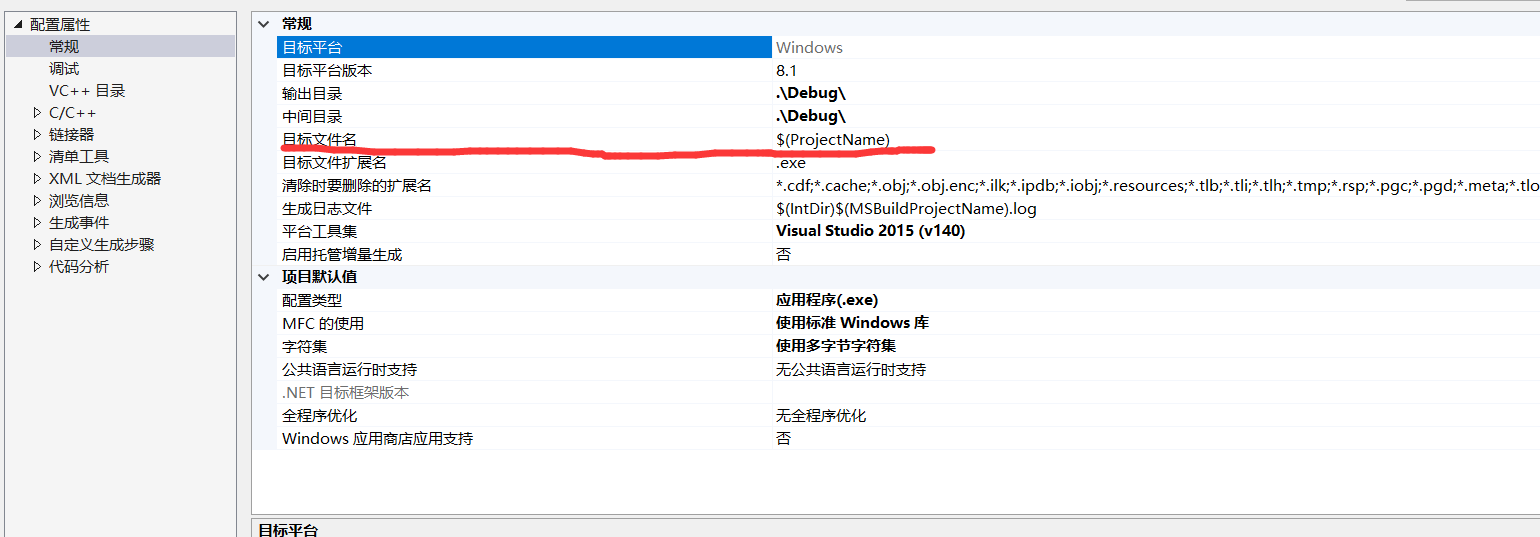 配置属性
常规
调试
VC++ 目录
C/C++
链接器
清单工具
XML 文档生成器
浏览信息
生成事件
自定义生成步骤
代码分析
常规
目标平台 Windows
目标平台版本 8.1
输出目录 .\Debug\
中间目录 .\Debug\
目标文件名 $(ProjectName)
目标文件扩展名 .exe
清除时要删除的扩展名 *.cdf;*.cache;*.obj;*.obj.enc;*.ilk;*.ipdb;*.iobj;*.resources;*.tlb;*.tli;*.tlh;*.tmp;*.rsp;*.pgc;*.pgd;*.meta;*.tlo
生成日志文件 $(IntDir)$(MSBuildProjectName).log
平台工具集 Visual Studio 2015 (v140)
启用托管增量生成 否
项目默认值
配置类型 应用程序(.exe)
MFC 的使用 使用标准 Windows 库
字符集 使用多字节字符集
公共语言运行时支持 无公共语言运行时支持
.NET 目标框架版本
全程序优化 无全程序优化
Windows 应用商店应用支持 否
目标平台